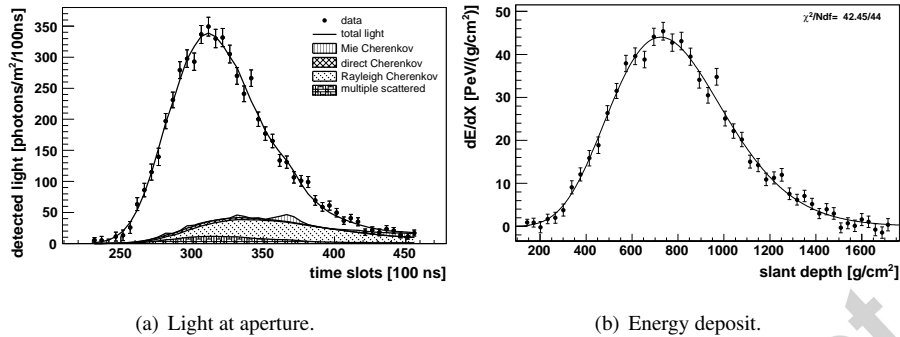 detected light [photons/m²/100ns]
350
300
250
200
150
100
50
0
data
total light
Mie Cherenkov
direct Cherenkov
Rayleigh Cherenkov
multiple scattered
250 300 350 400 450
time slots [100 ns]
(a) Light at aperture.
dE/dX [PeV/(g/cm²)]
50
40
30
20
10
0
χ²/Ndf= 42.45/44
200 400 600 800 1000 1200 1400 1600
slant depth [g/cm²]
(b) Energy deposit.